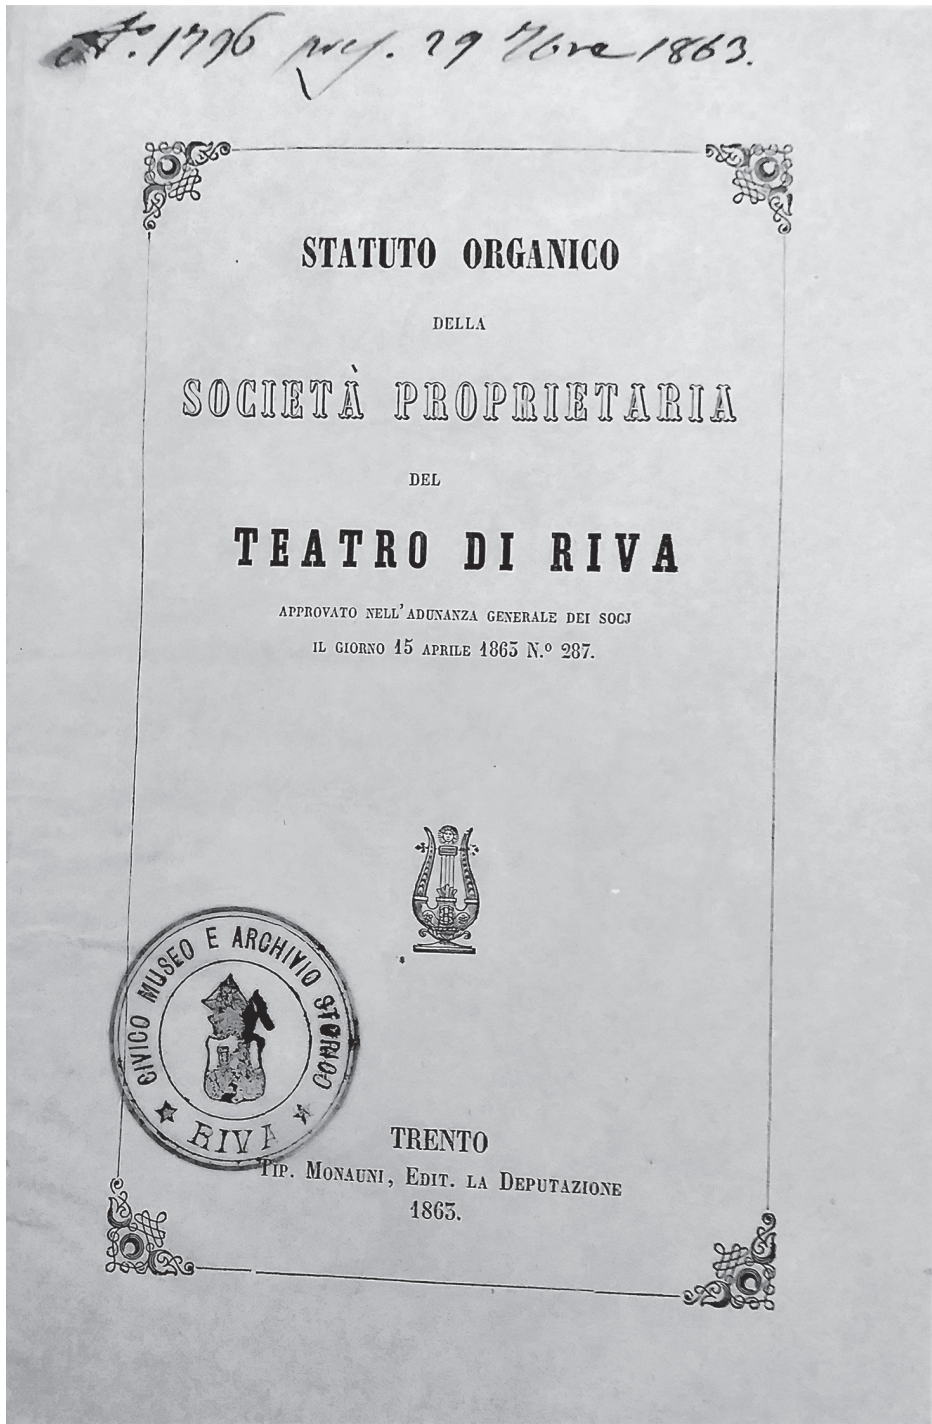 N.º 1796 pres. 29 7bre 1863.
STATUTO ORGANICO
DELLA
SOCIETÀ PROPRIETARIA
DEL
TEATRO DI RIVA
APPROVATO NELL'ADUNANZA GENERALE DEI SOCJ
IL GIORNO 15 APRILE 1863 N.º 287.
CIVICO MUSEO E ARCHIVIO STORICO
RIVA
TRENTO
TIP. MONAUNI, EDIT. LA DEPUTAZIONE
1863.